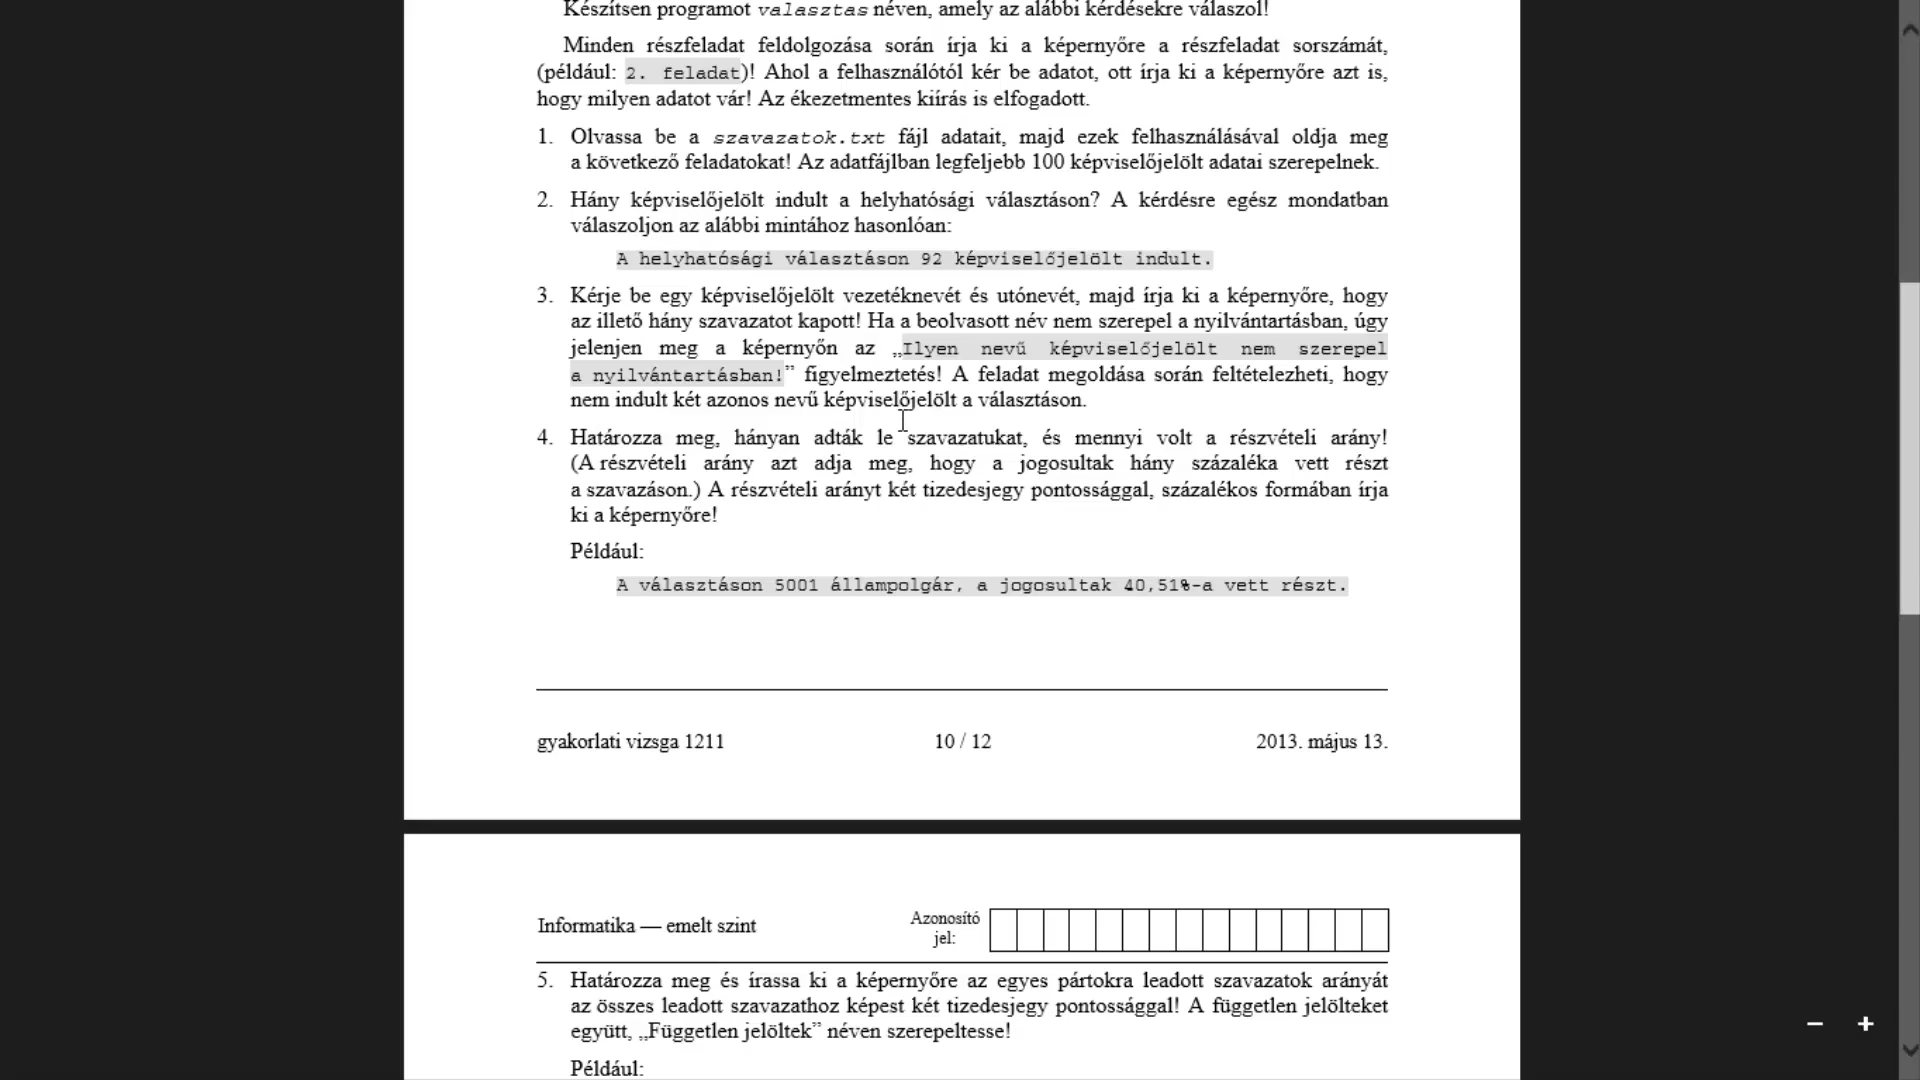 Készítsen programot valasztas néven, amely az alábbi kérdésekre válaszol!
Minden részfeladat feldolgozása során írja ki a képernyőre a részfeladat sorszámát,
(például: 2. feladat)! Ahol a felhasználótól kér be adatot, ott írja ki a képernyőre azt is,
hogy milyen adatot vár! Az ékezetmentes kiírás is elfogadott.
1. Olvassa be a szavazatok.txt fájl adatait, majd ezek felhasználásával oldja meg
a következő feladatokat! Az adatfájlban legfeljebb 100 képviselőjelölt adatai szerepelnek.
2. Hány képviselőjelölt indult a helyhatósági választáson? A kérdésre egész mondatban
válaszoljon az alábbi mintához hasonlóan:
A helyhatósági választáson 92 képviselőjelölt indult.
3. Kérje be egy képviselőjelölt vezetéknevét és utónevét, majd írja ki a képernyőre, hogy
az illető hány szavazatot kapott! Ha a beolvasott név nem szerepel a nyilvántartásban, úgy
jelenjen meg a képernyőn az „Ilyen nevű képviselőjelölt nem szerepel
a nyilvántartásban!” figyelmeztetés! A feladat megoldása során feltételezheti, hogy
nem indult két azonos nevű képviselőjelölt a választáson.
4. Határozza meg, hányan adták le szavazatukat, és mennyi volt a részvételi arány!
(A részvételi arány azt adja meg, hogy a jogosultak hány százaléka vett részt
a szavazáson.) A részvételi arányt két tizedesjegy pontossággal, százalékos formában írja
ki a képernyőre!
Például:
A választáson 5001 állampolgár, a jogosultak 40,51%-a vett részt.
gyakorlati vizsga 1211 10 / 12 2013. május 13.
Informatika — emelt szint Azonosító
jel:
5. Határozza meg és írassa ki a képernyőre az egyes pártokra leadott szavazatok arányát
az összes leadott szavazathoz képest két tizedesjegy pontossággal! A független jelölteket
együtt, „Független jelöltek” néven szerepeltesse!
Például: